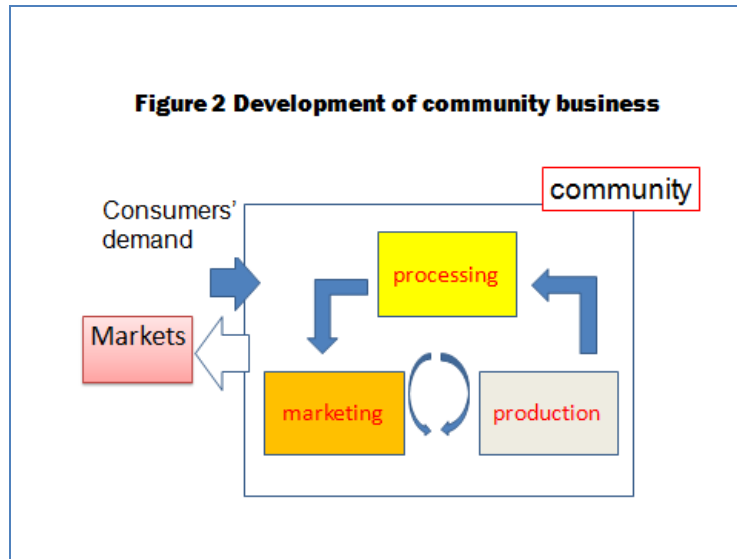 Figure 2 Development of community business
community
Consumers'
demand
processing
Markets
marketing
production